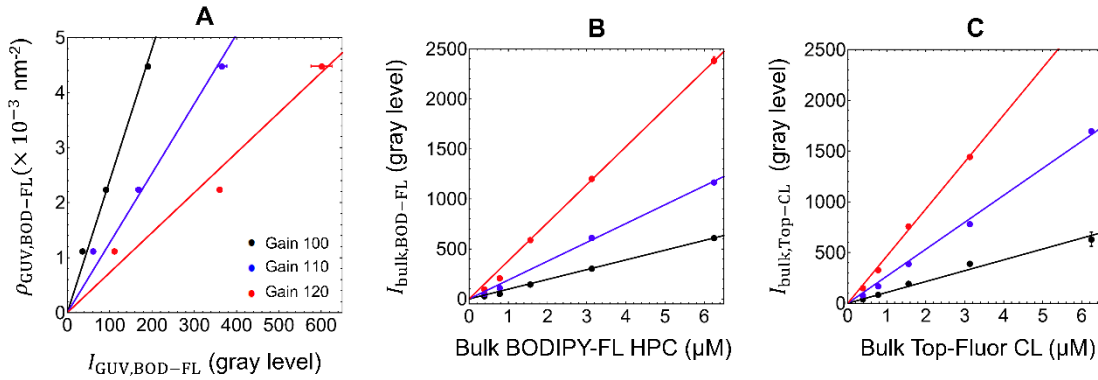 A
ρGUV,BOD−FL
(× 10⁻³ nm⁻²)
5
4
3
2
1
0
Gain 100
Gain 110
Gain 120
0 100 200 300 400 500 600
IGUV,BOD−FL (gray level)
B
Ibulk,BOD−FL (gray level)
2500
2000
1500
1000
500
0
0 1 2 3 4 5 6
Bulk BODIPY-FL HPC (µM)
C
Ibulk,Top−CL (gray level)
2500
2000
1500
1000
500
0
0 1 2 3 4 5 6
Bulk Top-Fluor CL (µM)